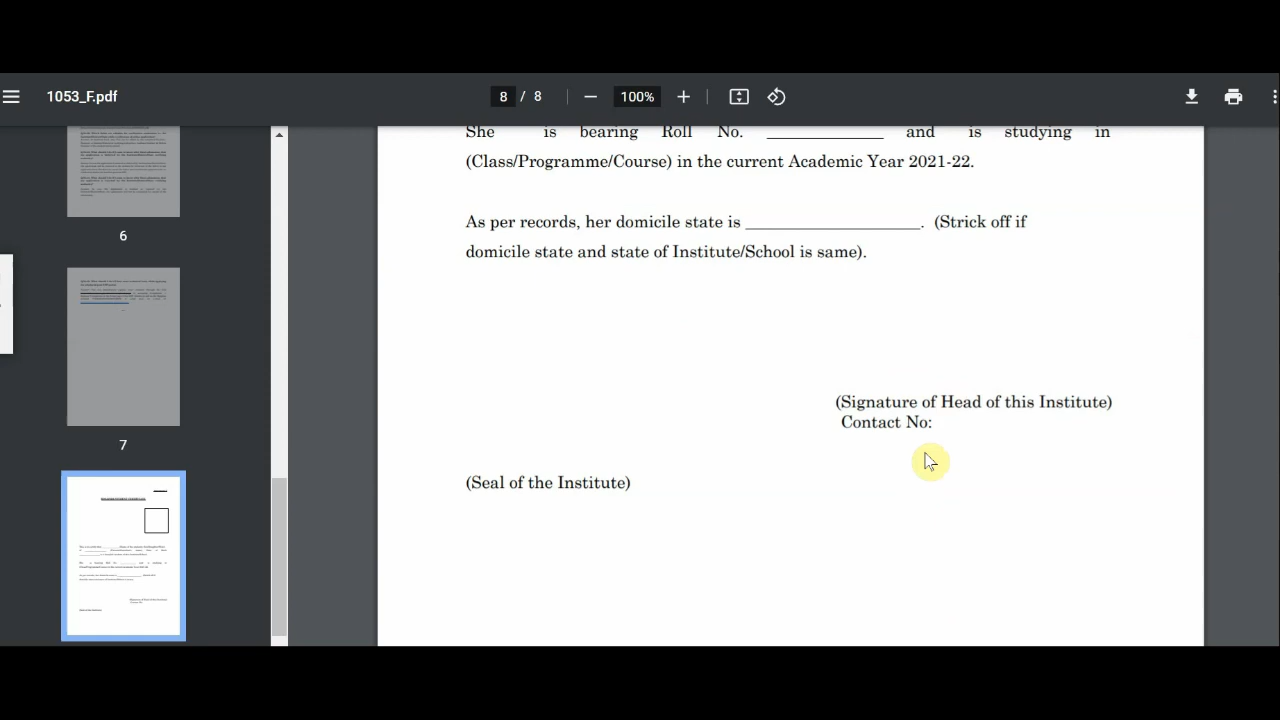 1053_F.pdf
8 / 8
100%
She is bearing Roll No. _____________ and is studying in
(Class/Programme/Course) in the current Academic Year 2021-22.
As per records, her domicile state is ____________________. (Strick off if
domicile state and state of Institute/School is same).
(Signature of Head of this Institute)
Contact No:
(Seal of the Institute)
6
7